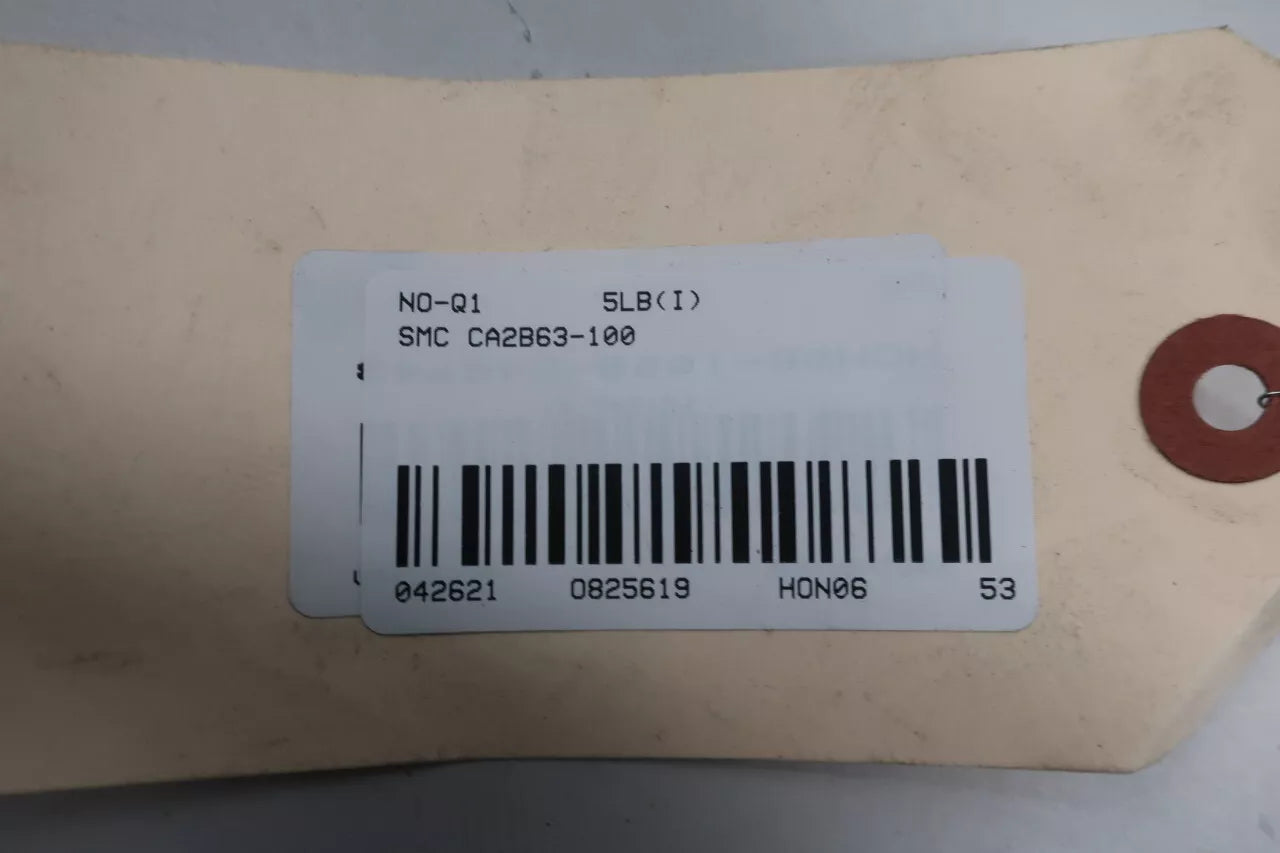 NO-Q1 5LB(I)
SMC CA2B63-100
042621 0825619 HON06 53